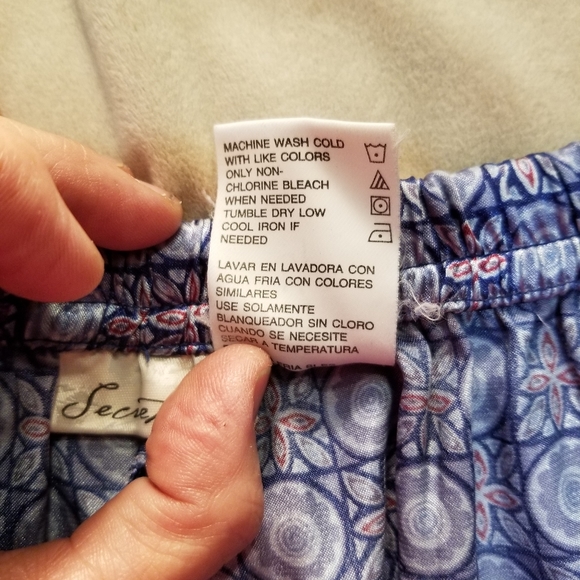 MACHINE WASH COLD
WITH LIKE COLORS
ONLY NON-
CHLORINE BLEACH
WHEN NEEDED
TUMBLE DRY LOW
COOL IRON IF
NEEDED
LAVAR EN LAVADORA CON
AGUA FRIA CON COLORES
SIMILARES
USE SOLAMENTE
BLANQUEADOR SIN CLORO
CUANDO SE NECESITE
SECAR A TEMPERATURA